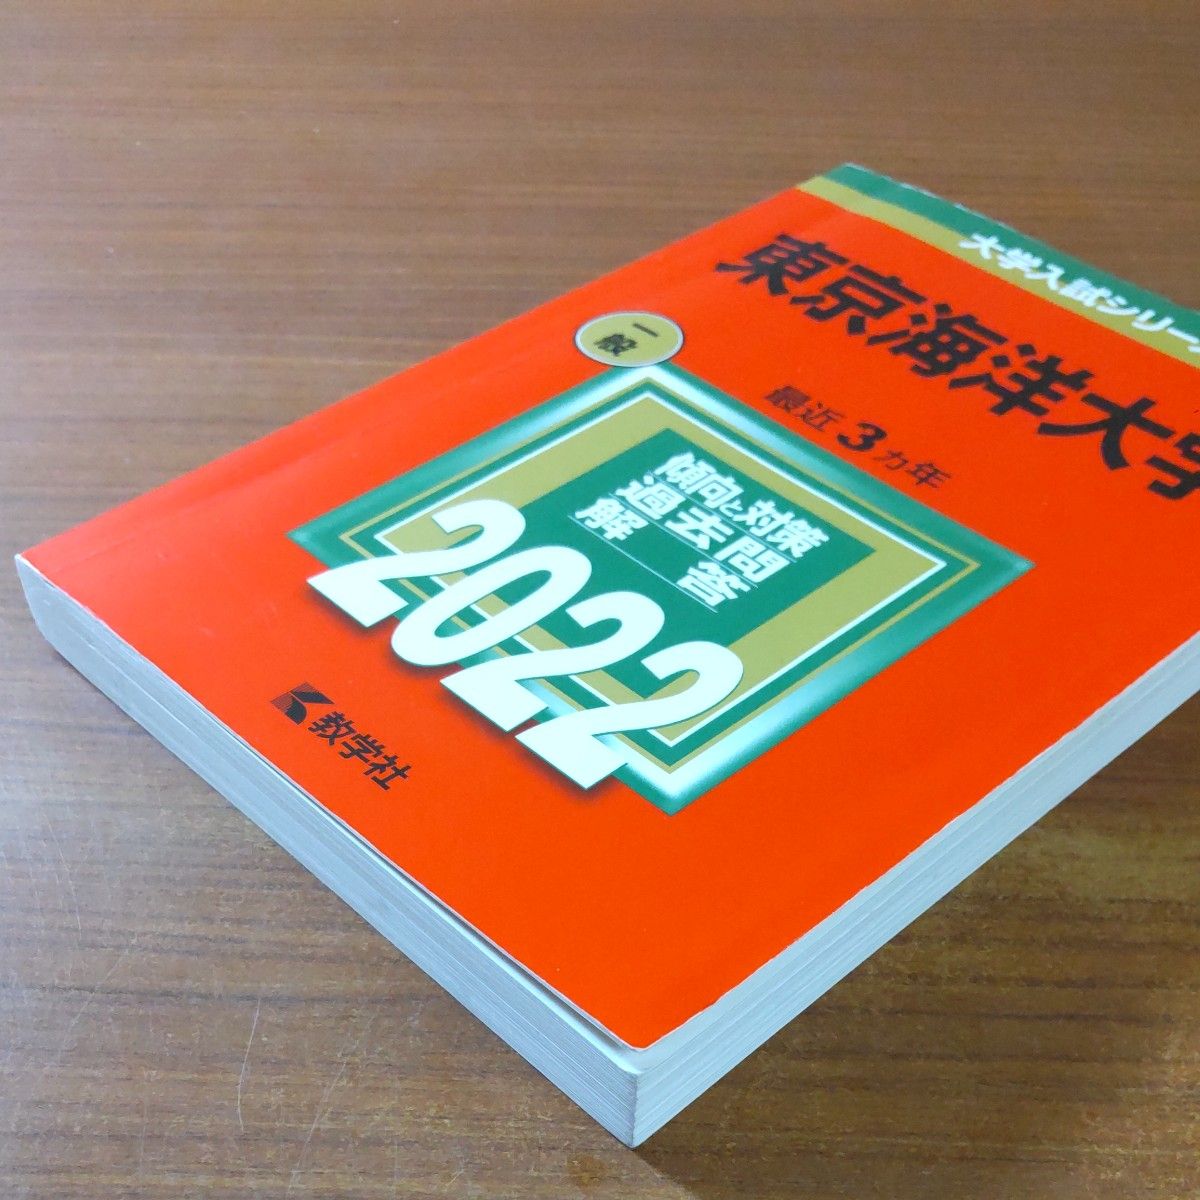 大学入試シリー
東京海洋大学
一般
最近3カ年
傾向と対策
過去問
解答
2022
教学社